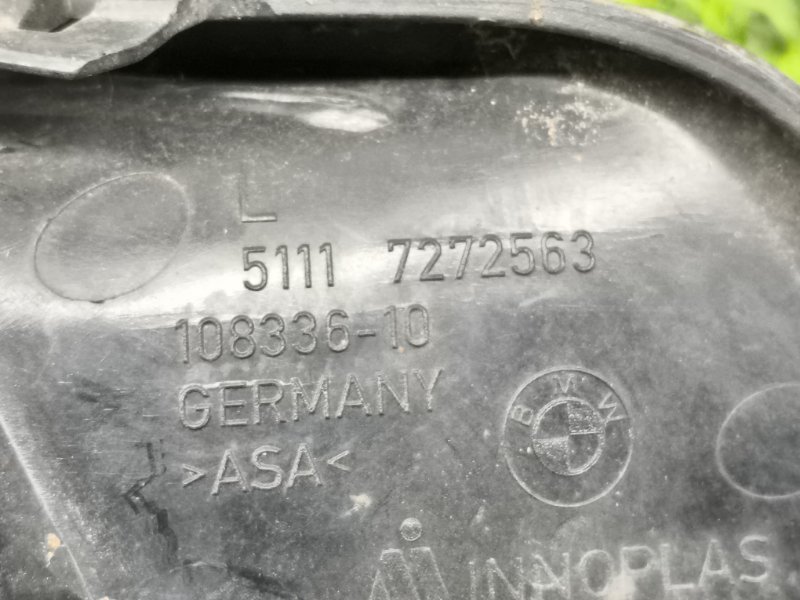 L
5111 7272563
108336-10
GERMANY
>ASA<
BMW
INNOPLAS